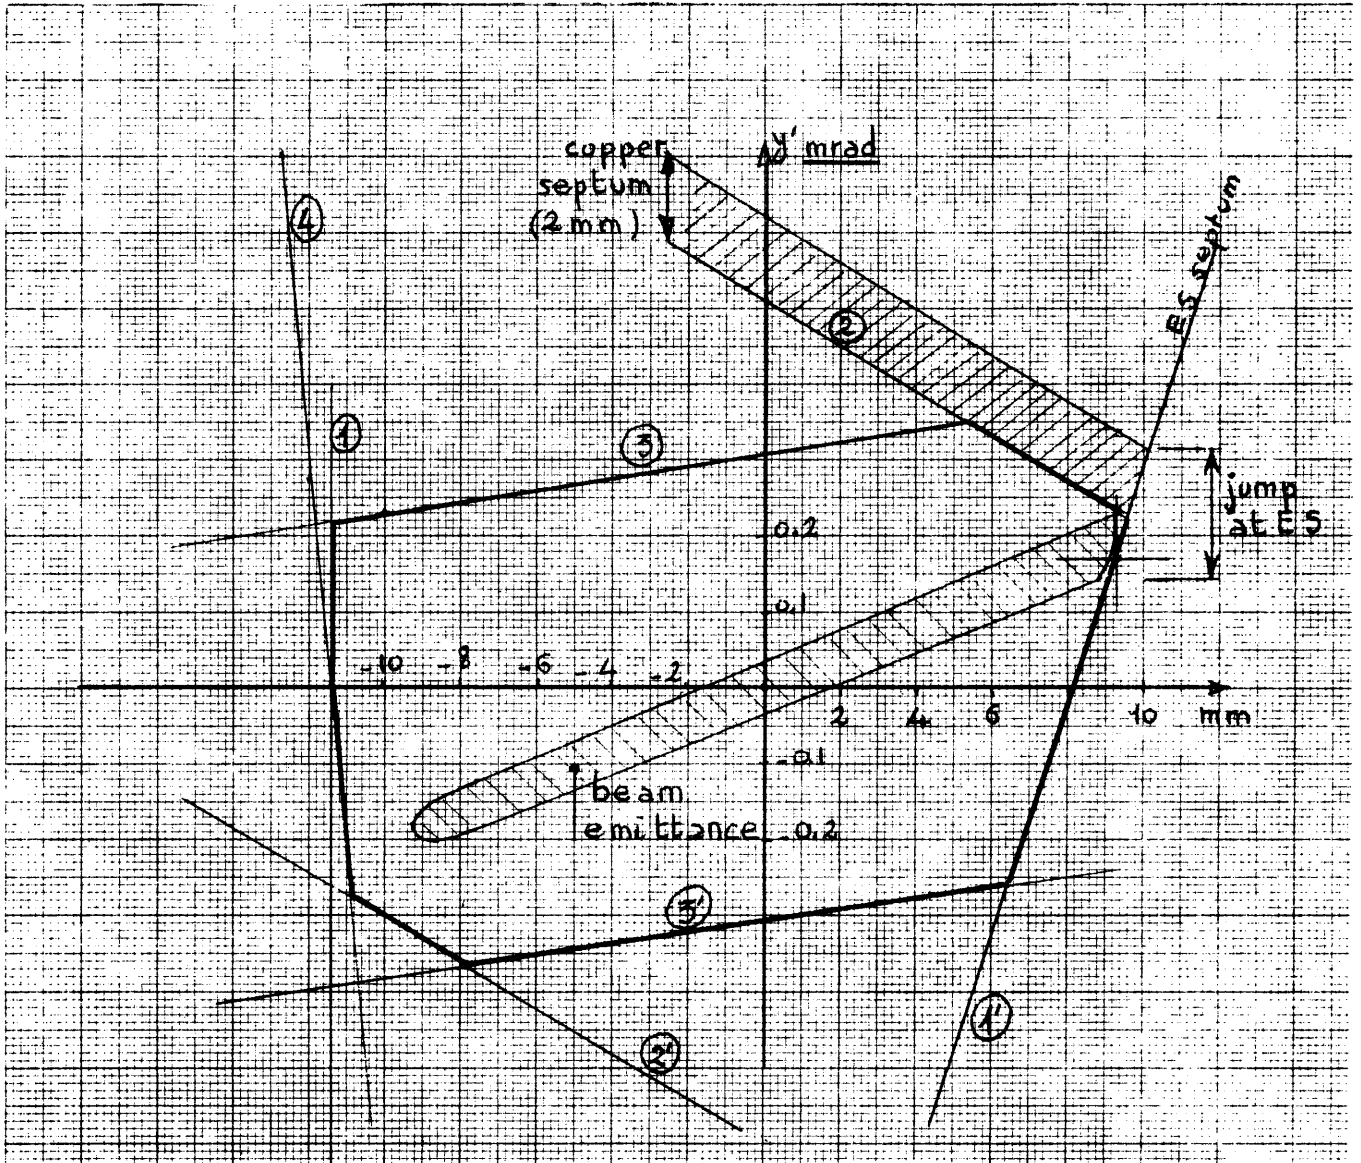 copper
septum
(2 mm)
y' mrad
ES septum
4
2
1
3
jump
at ES
0.2
0.1
-10 -8 -6 -4 -2
2 4 6 10 mm
-0.1
beam
emittance
-0.2
3'
1'
2'